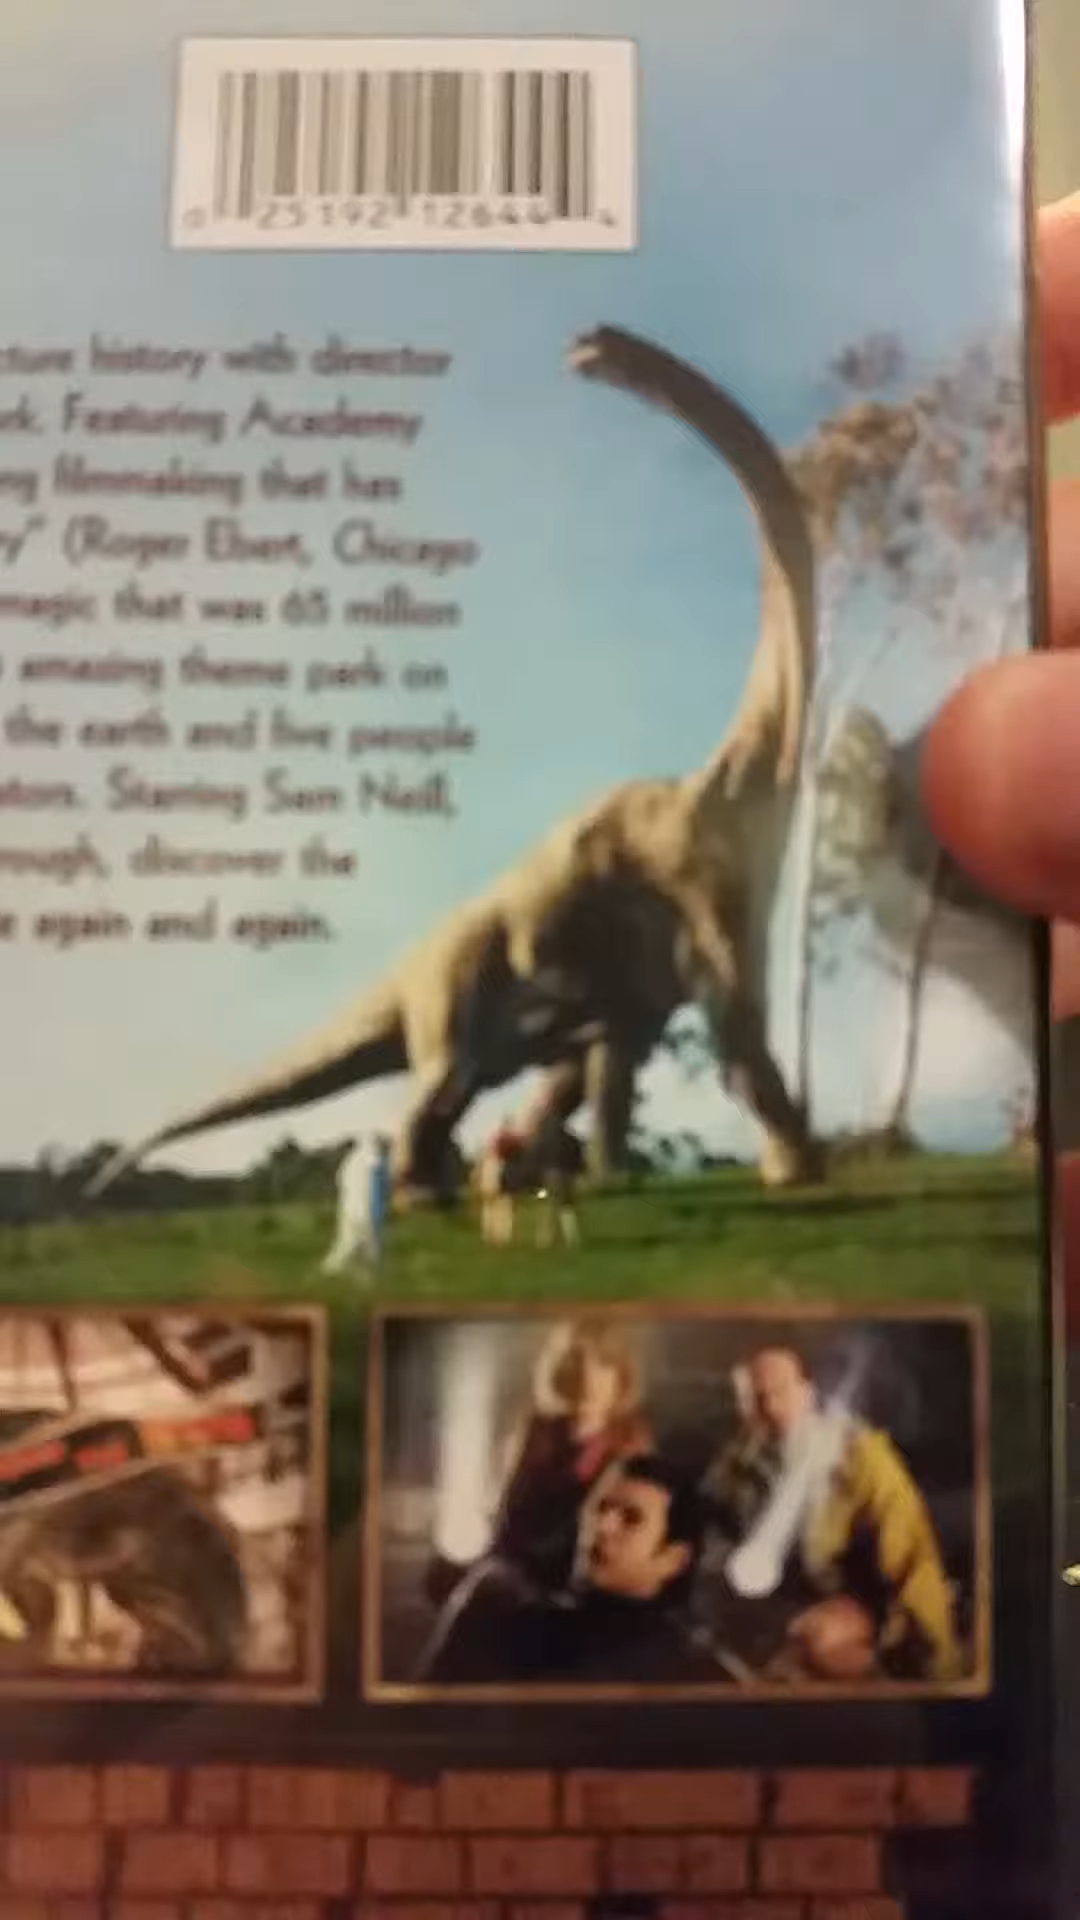 0 25192 12644 4
cture history with director
rk. Featuring Academy
ng filmmaking that has
ry" (Roger Ebert, Chicago
magic that was 65 million
amazing theme park on
the earth and five people
ators. Starring Sam Neill,
rough, discover the
e again and again.